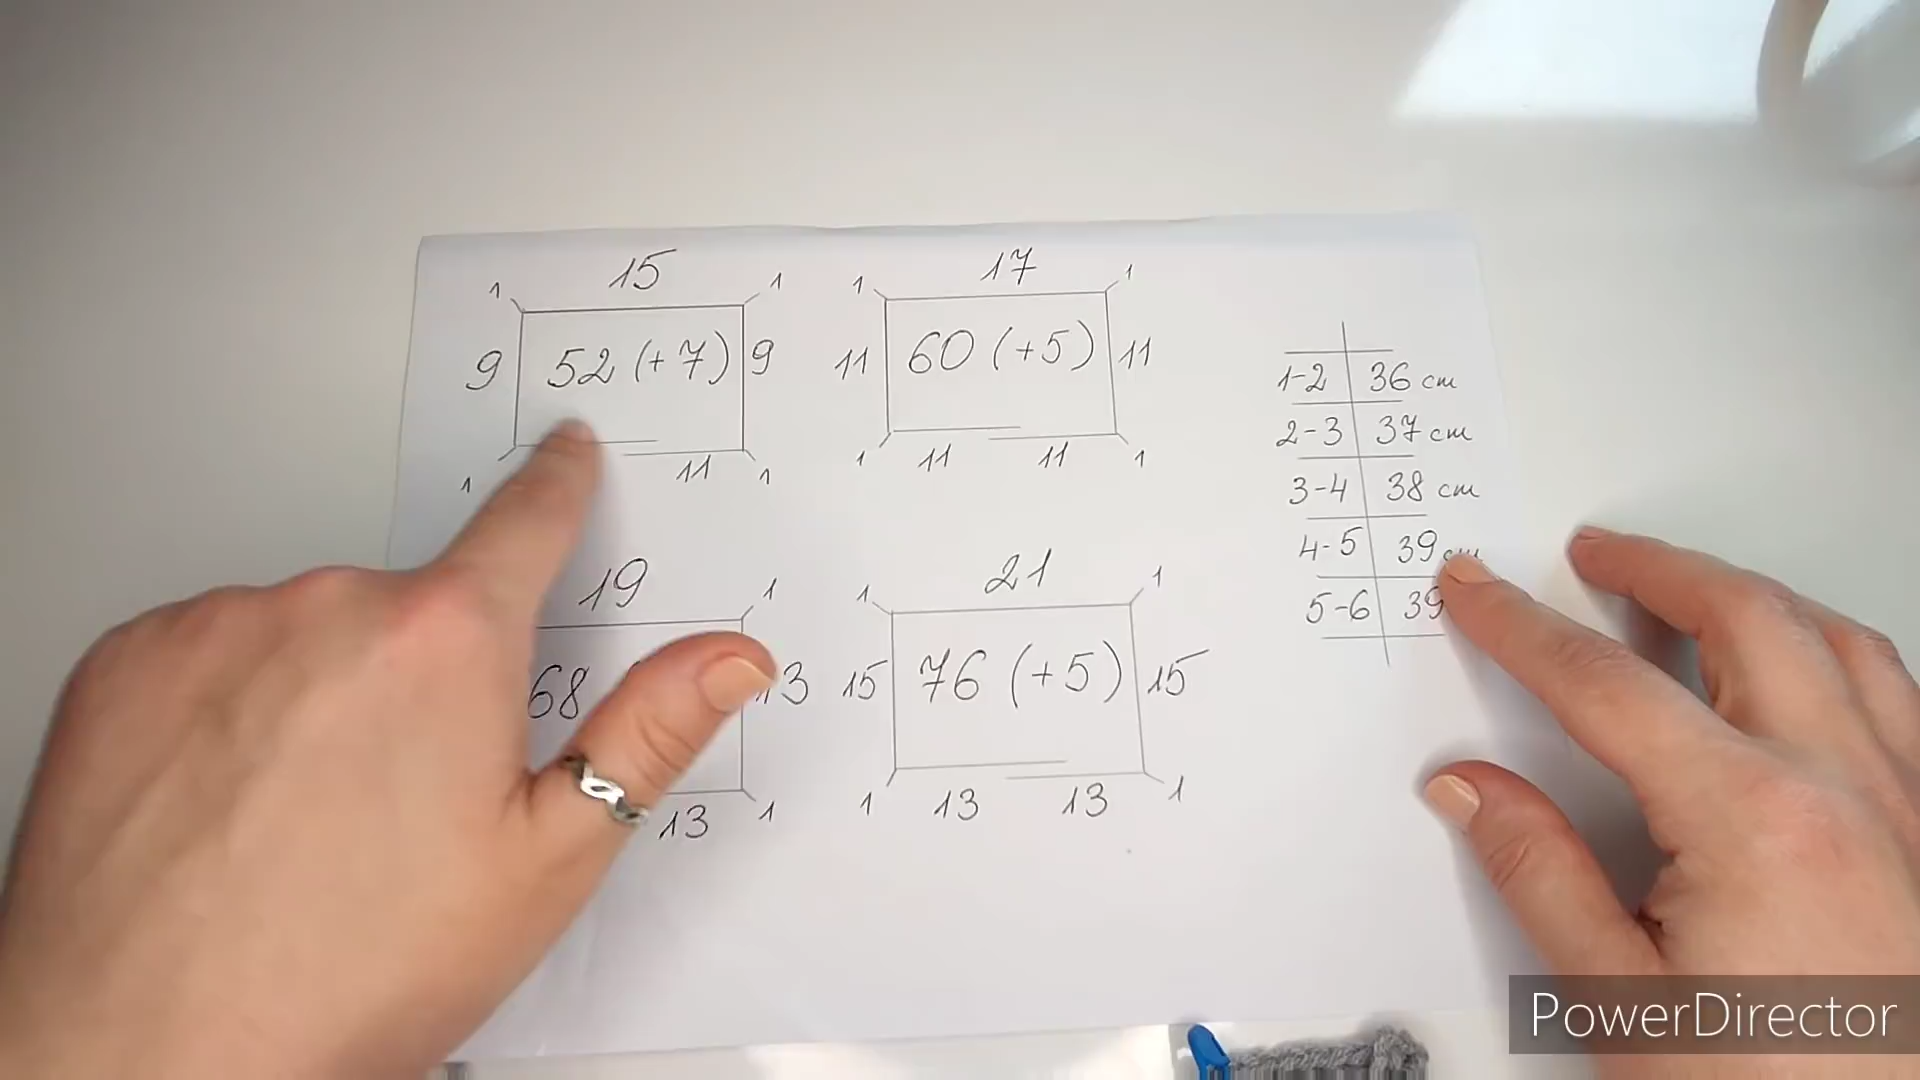 15
1 1
9 52 (+7) 9
11
1 1
17
1 1
11 60 (+5) 11
11 11
1 1
19
1
68
13
13 1
21
1 1
15 76 (+5) 15
13 13
1 1
1-2 36 cm
2-3 37 cm
3-4 38 cm
4-5 39 cm
5-6 39
PowerDirector